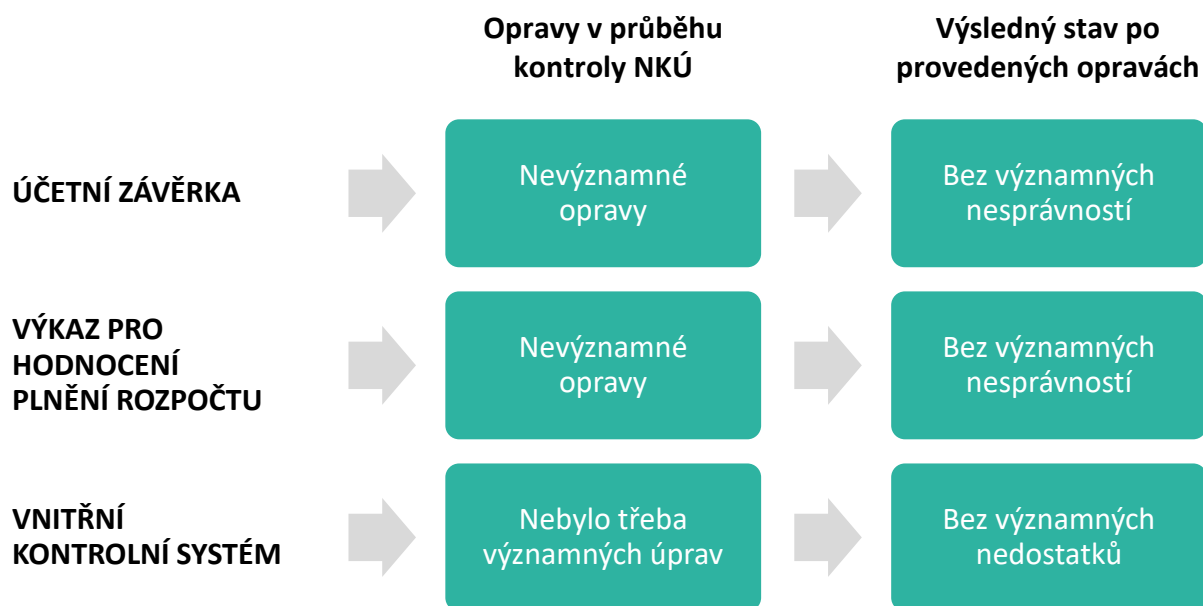 Opravy v průběhu
kontroly NKÚ
Výsledný stav po
provedených opravách
ÚČETNÍ ZÁVĚRKA
Nevýznamné
opravy
Bez významných
nesprávností
VÝKAZ PRO
HODNOCENÍ
PLNĚNÍ ROZPOČTU
Nevýznamné
opravy
Bez významných
nesprávností
VNITŘNÍ
KONTROLNÍ SYSTÉM
Nebylo třeba
významných úprav
Bez významných
nedostatků